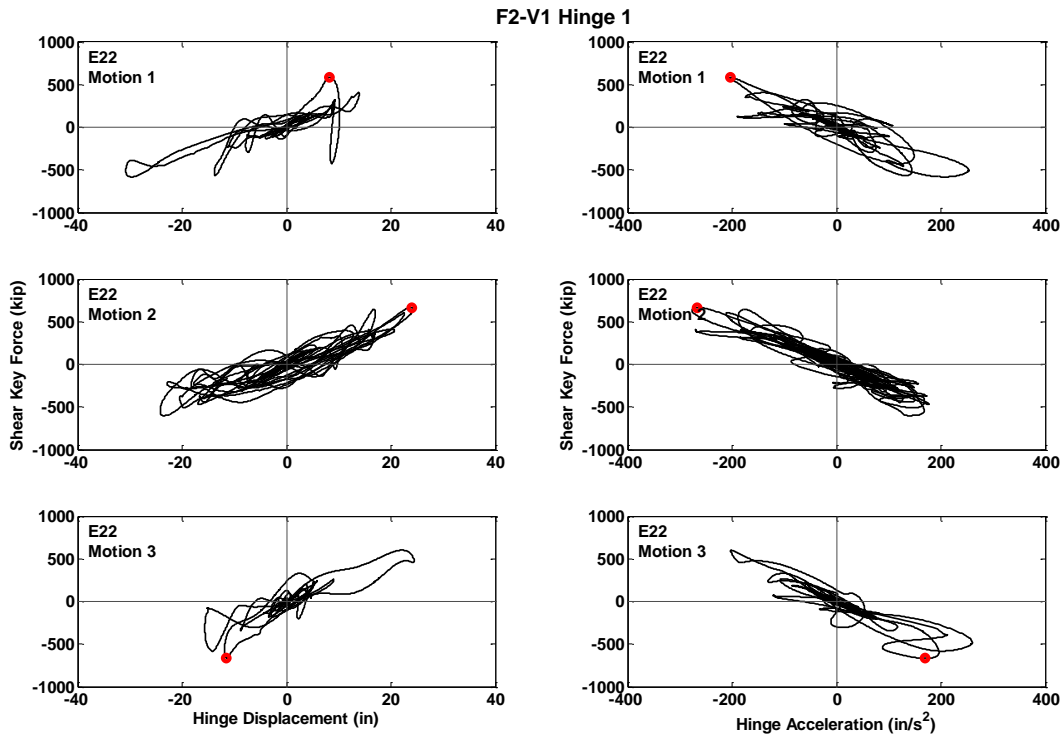 F2-V1 Hinge 1
1000
500
0
-500
-1000
E22
Motion 1
-40 -20 0 20 40
1000
500
0
-500
-1000
E22
Motion 1
-400 -200 0 200 400
Shear Key Force (kip)
1000
500
0
-500
-1000
E22
Motion 2
-40 -20 0 20 40
Shear Key Force (kip)
1000
500
0
-500
-1000
E22
Motion 2
-400 -200 0 200 400
1000
500
0
-500
-1000
E22
Motion 3
-40 -20 0 20 40
Hinge Displacement (in)
1000
500
0
-500
-1000
E22
Motion 3
-400 -200 0 200 400
Hinge Acceleration (in/s²)